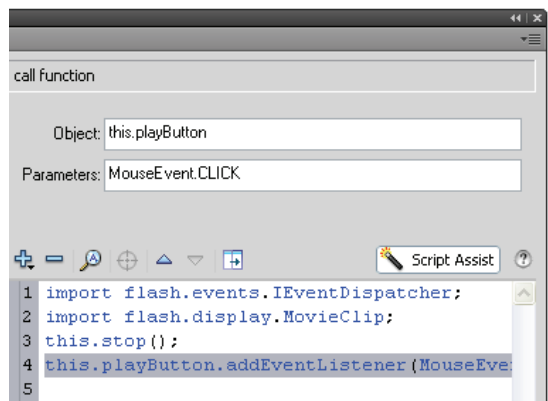 call function
Object: this.playButton
Parameters: MouseEvent.CLICK
Script Assist ?
1 import flash.events.IEventDispatcher;
2 import flash.display.MovieClip;
3 this.stop();
4 this.playButton.addEventListener(MouseEve
5